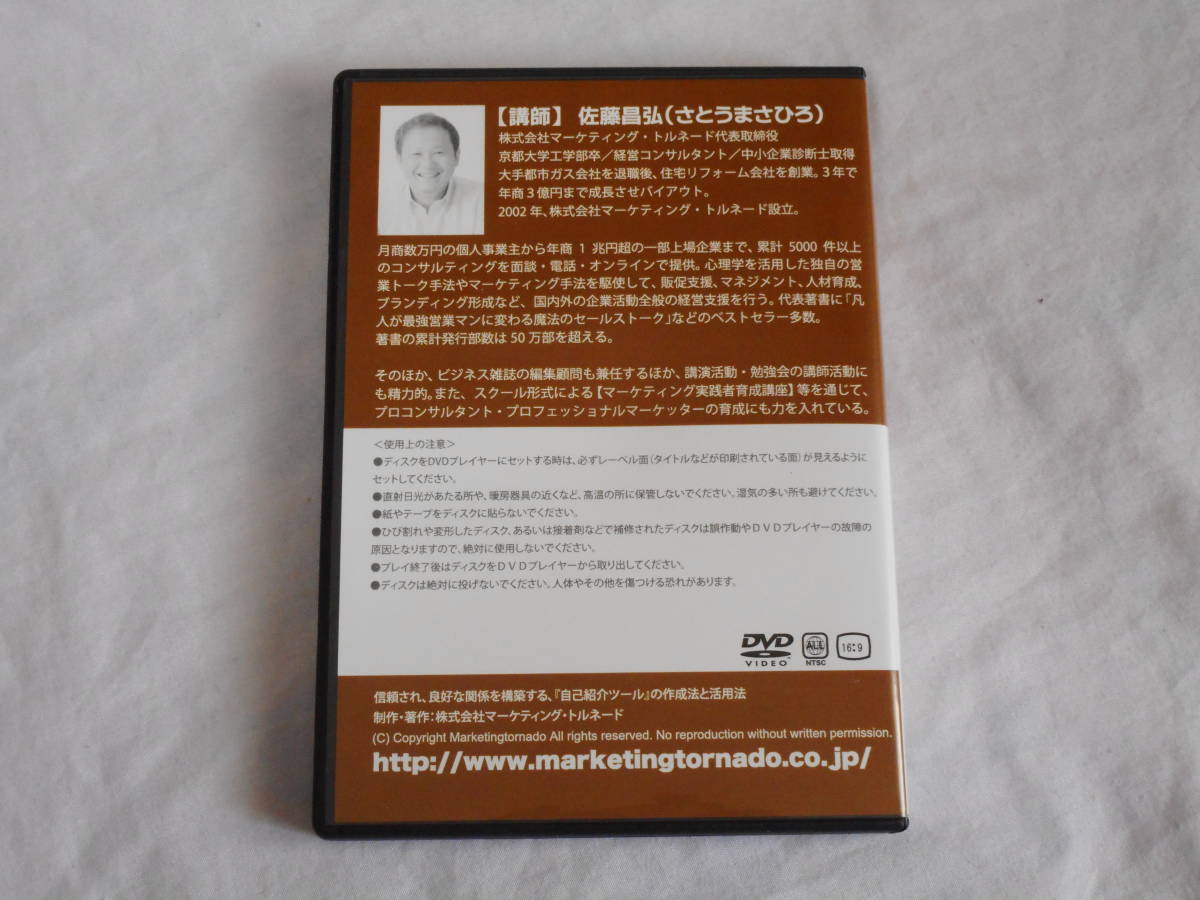 【講師】 佐藤昌弘(さとうまさひろ)
株式会社マーケティング・トルネード代表取締役
京都大学工学部卒／経営コンサルタント／中小企業診断士取得
大手都市ガス会社を退職後、住宅リフォーム会社を創業。3年で
年商3億円まで成長させバイアウト。
2002年、株式会社マーケティング・トルネード設立。
月商数万円の個人事業主から年商 1 兆円超の一部上場企業まで、累計 5000 件以上
のコンサルティングを面談・電話・オンラインで提供。心理学を活用した独自の営
業トーク手法やマーケティング手法を駆使して、販促支援、マネジメント、人材育成、
ブランディング形成など、国内外の企業活動全般の経営支援を行う。代表著書に「凡
人が最強営業マンに変わる魔法のセールストーク」などのベストセラー多数。
著書の累計発行部数は 50 万部を超える。
そのほか、ビジネス雑誌の編集顧問も兼任するほか、講演活動・勉強会の講師活動に
も精力的。また、スクール形式による【マーケティング実践者育成講座】等を通じて、
プロコンサルタント・プロフェッショナルマーケッターの育成にも力を入れている。
＜使用上の注意＞
●ディスクをDVDプレイヤーにセットする時は、必ずレーベル面(タイトルなどが印刷されている面)が見えるように
セットしてください。
●直射日光があたる所や、暖房器具の近くなど、高温の所に保管しないでください。湿気の多い所も避けてください。
●紙やテープをディスクに貼らないでください。
●ひび割れや変形したディスク、あるいは接着剤などで補修されたディスクは誤作動やＤＶＤプレイヤーの故障の
原因となりますので、絶対に使用しないでください。
●プレイ終了後はディスクをＤＶＤプレイヤーから取り出してください。
●ディスクは絶対に投げないでください。人体やその他を傷つける恐れがあります。
DVD VIDEO ALL NTSC 16:9
信頼され、良好な関係を構築する、『自己紹介ツール』の作成法と活用法
制作・著作：株式会社マーケティング・トルネード
(C) Copyright Marketingtornado All rights reserved. No reproduction without written permission.
http://www.marketingtornado.co.jp/